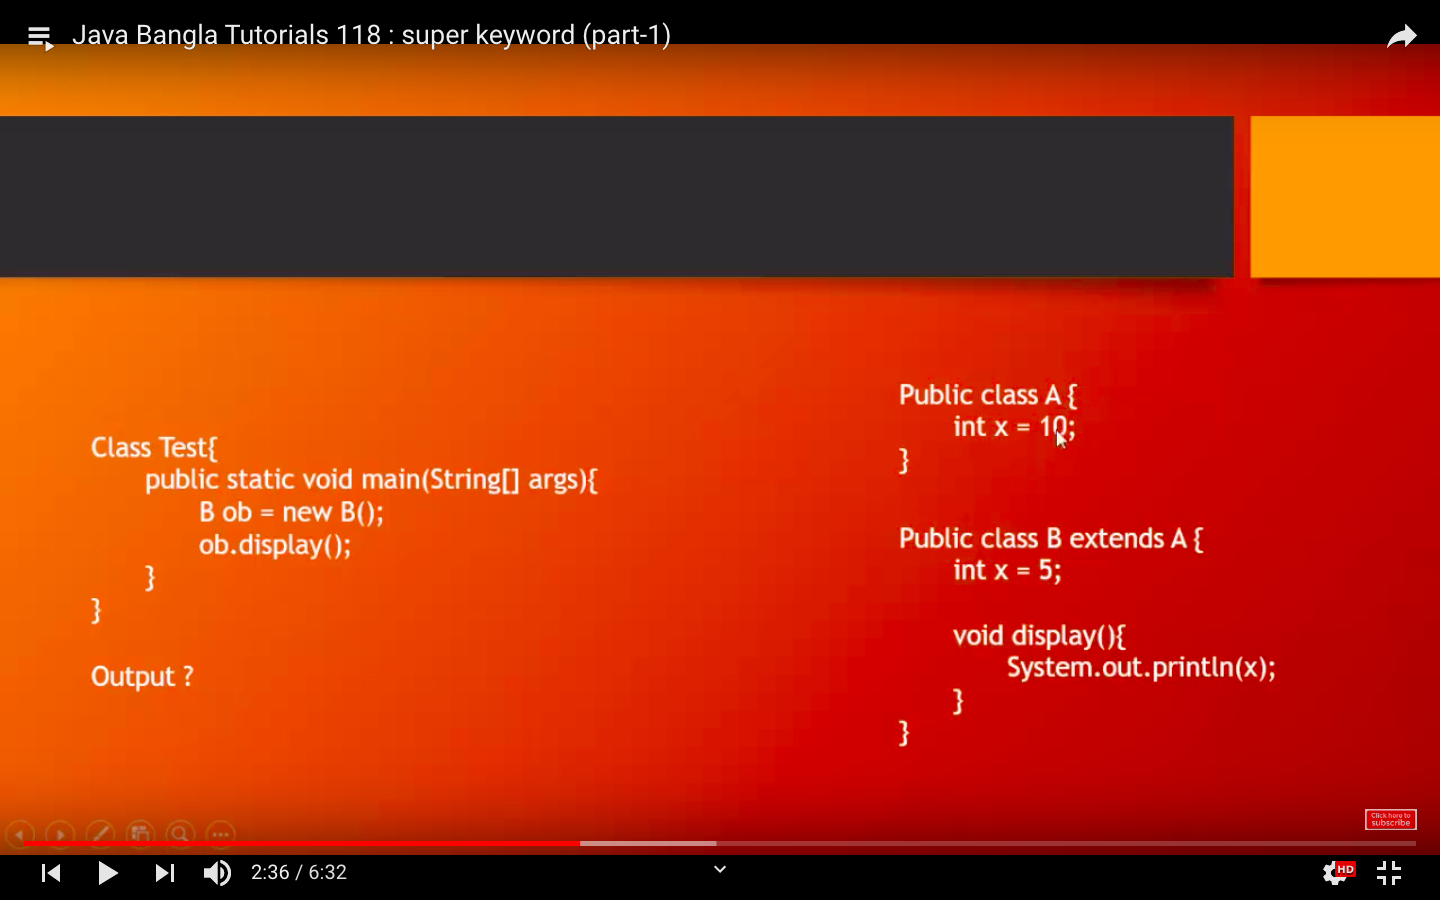 Java Bangla Tutorials 118 : super keyword (part-1)
Class Test{
public static void main(String[] args){
B ob = new B();
ob.display();
}
}
Output ?
Public class A {
int x = 10;
}
Public class B extends A {
int x = 5;
void display(){
System.out.println(x);
}
}
Click here to
subscribe
2:36 / 6:32
HD